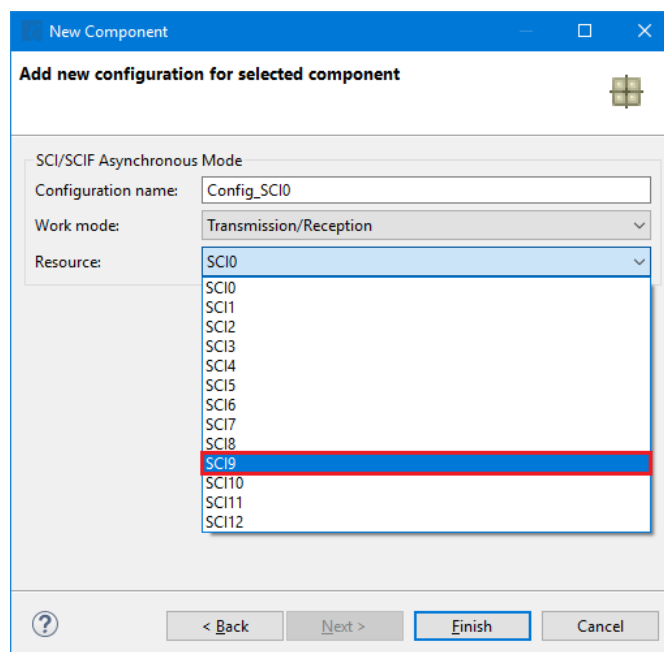 New Component
Add new configuration for selected component
SCI/SCIF Asynchronous Mode
Configuration name: Config_SCI0
Work mode: Transmission/Reception
Resource: SCI0
SCI0
SCI1
SCI2
SCI3
SCI4
SCI5
SCI6
SCI7
SCI8
SCI9
SCI10
SCI11
SCI12
? < Back Next > Finish Cancel